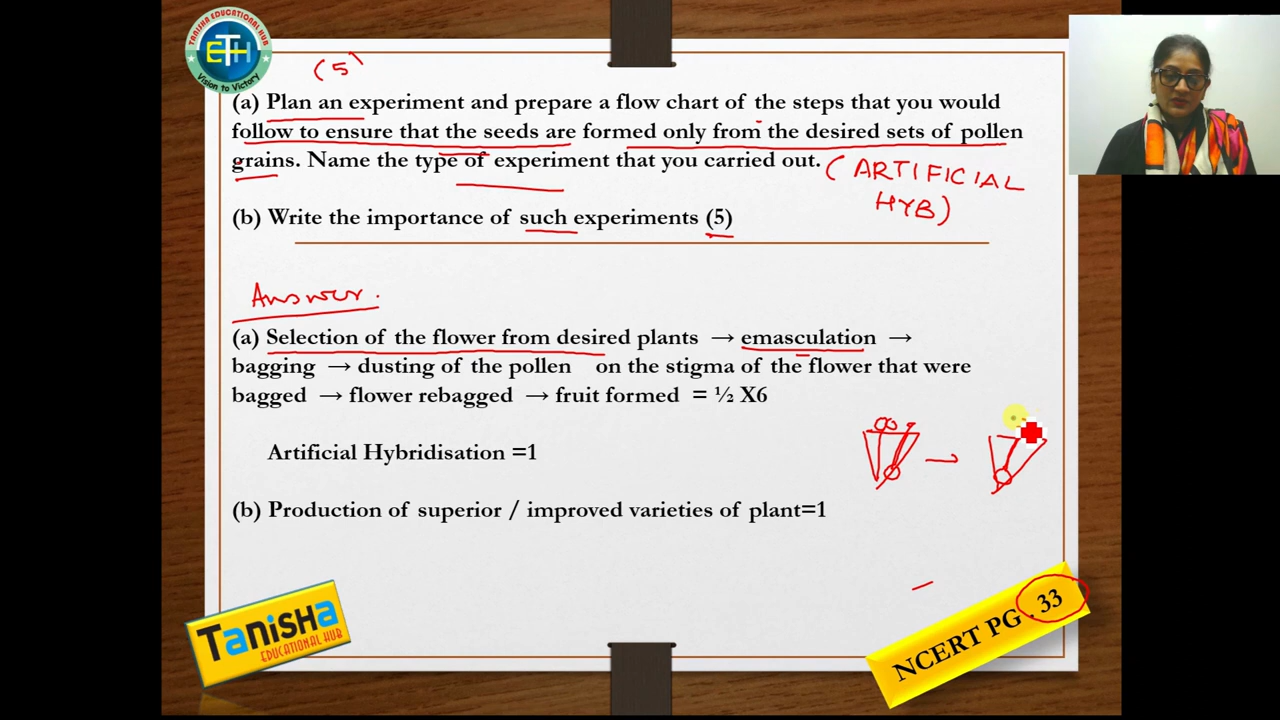 TANISHA EDUCATIONAL HUB
ETH
Vision to Victory
(5)
(a) Plan an experiment and prepare a flow chart of the steps that you would
follow to ensure that the seeds are formed only from the desired sets of pollen
grains. Name the type of experiment that you carried out. (ARTIFICIAL
HYB)
(b) Write the importance of such experiments (5)
Answer.
(a) Selection of the flower from desired plants → emasculation →
bagging → dusting of the pollen on the stigma of the flower that were
bagged → flower rebagged → fruit formed = ½ X6
Artificial Hybridisation =1
(b) Production of superior / improved varieties of plant=1
TaNisHa
EDUCATIONAL HUB
NCERT PG . 33